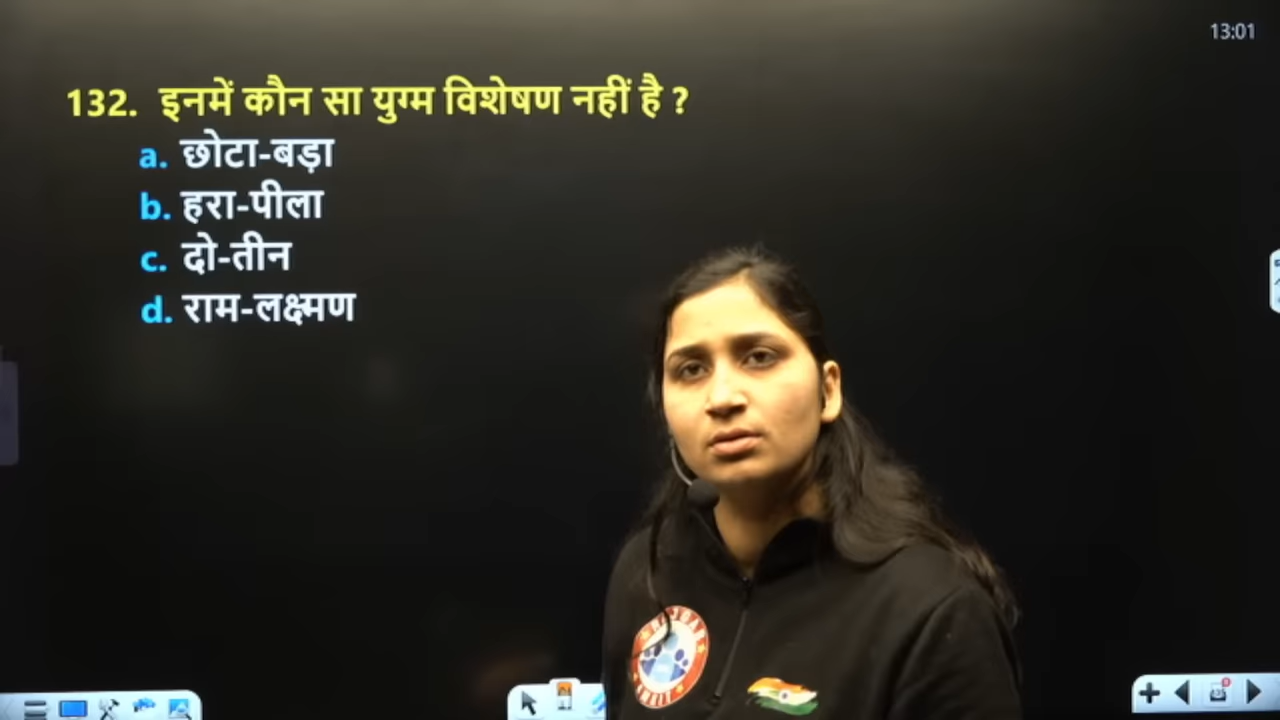 13:01
132. इनमें कौन सा युग्म विशेषण नहीं है ?
a. छोटा-बड़ा
b. हरा-पीला
c. दो-तीन
d. राम-लक्ष्मण